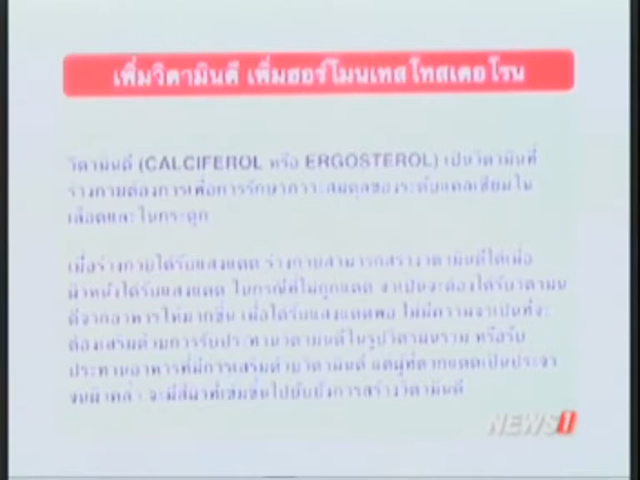 เพิ่มวิตามินดี เพิ่มฮอร์โมนเทสโทสเตอโรน
วิตามินดี (CALCIFEROL หรือ ERGOSTEROL) เป็นวิตามินที่
ร่างกายต้องการเพื่อการรักษาภาวะสมดุลของระดับแคลเซียมใน
เลือดและในกระดูก
เมื่อร่างกายได้รับแสงแดด ร่างกายสามารถสร้างวิตามินดีได้เมื่อ
ผิวหนังได้รับแสงแดด ในกรณีที่ไม่ถูกแดด จำเป็นจะต้องได้รับวิตามิน
ดีจากอาหารให้มากขึ้น เมื่อได้รับแสงแดดพอ ไม่มีความจำเป็นที่จะ
ต้องเสริมด้วยการรับประทานวิตามินดีในรูปวิตามินรวม หรือรับ
ประทานอาหารที่มีการเสริมด้วยวิตามินดี แต่ผู้ที่ตากแดดเป็นประจำ
จนผิวคล้ำ จะมีสีผิวที่เข้มขึ้นไปยับยั้งการสร้างวิตามินดี
NEWS1